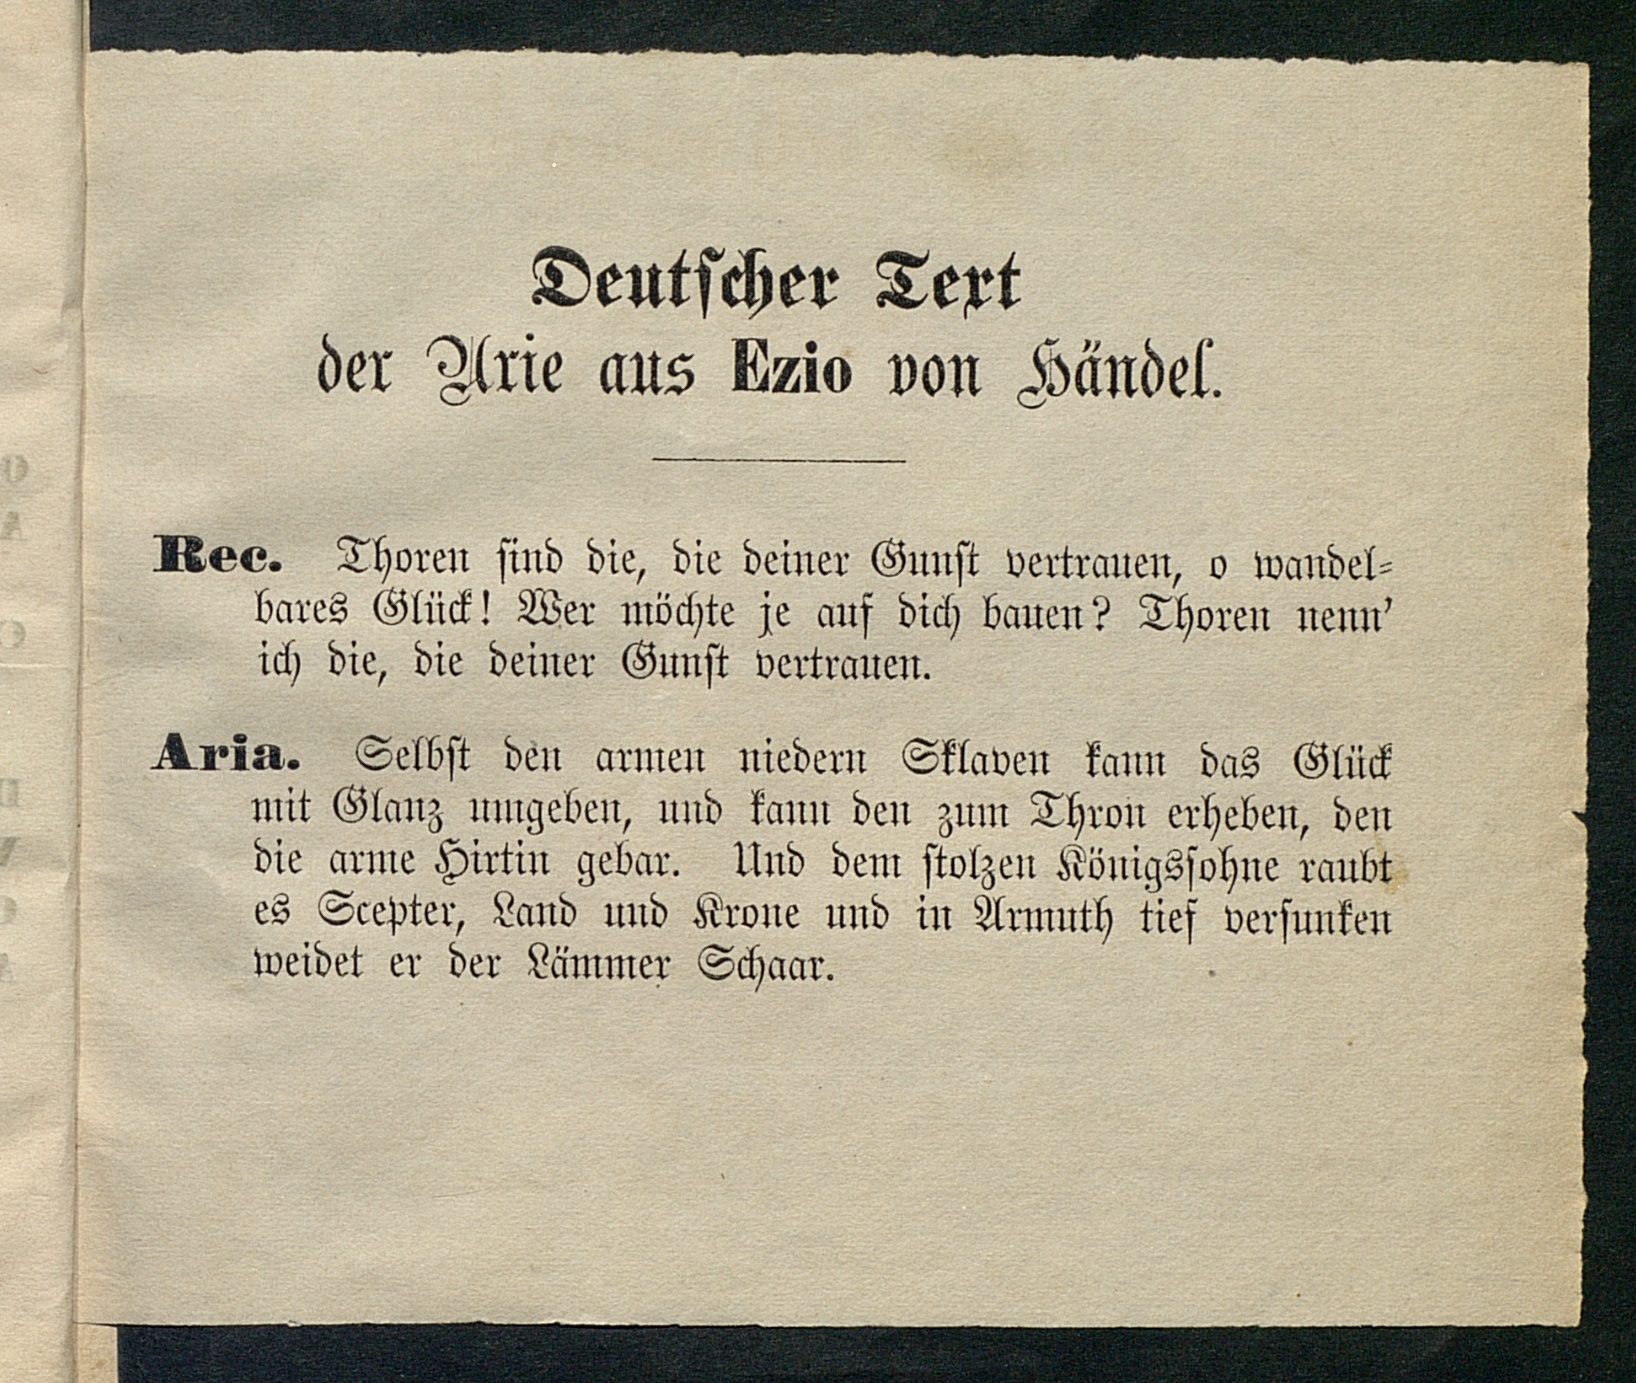 Deutscher Text
der Arie aus Ezio von Händel.
Rec. Thoren sind die, die deiner Gunst vertrauen, o wandel-
bares Glück! Wer möchte je auf dich bauen? Thoren nenn'
ich die, die deiner Gunst vertrauen.
Aria. Selbst den armen niedern Sklaven kann das Glück
mit Glanz umgeben, und kann den zum Thron erheben, den
die arme Hirtin gebar. Und dem stolzen Königssohne raubt
es Scepter, Land und Krone und in Armuth tief versunken
weidet er der Lämmer Schaar.